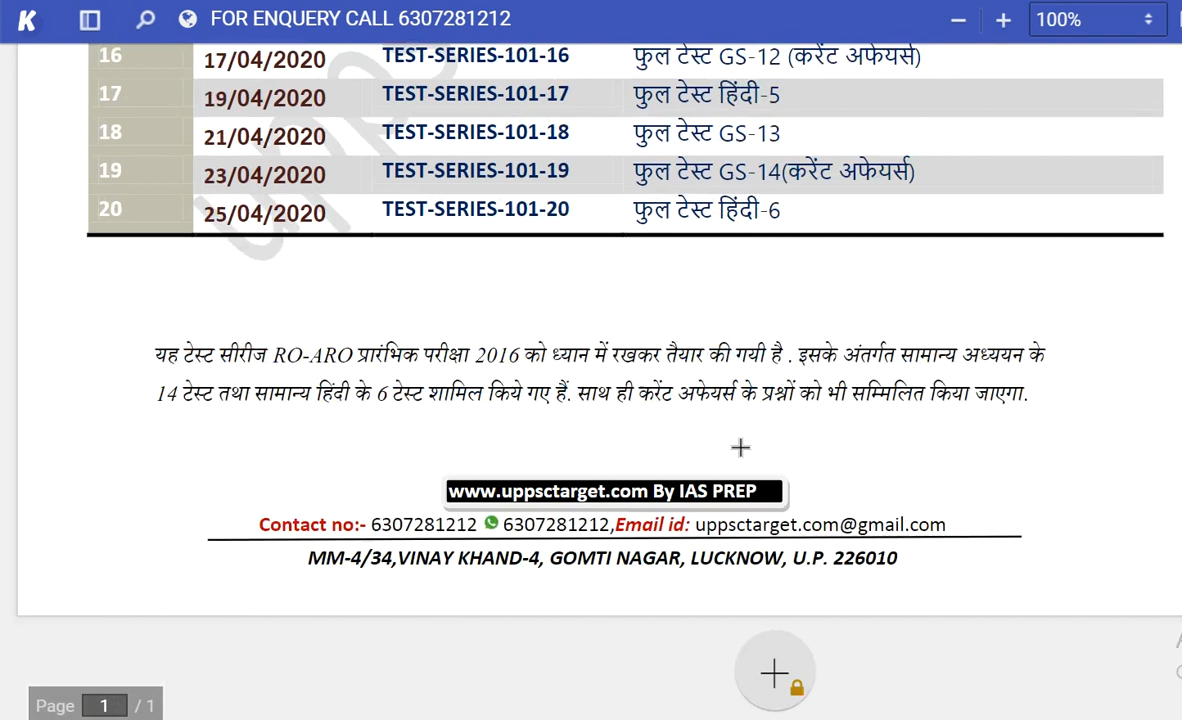 FOR ENQUERY CALL 6307281212
100%
16 17/04/2020 TEST-SERIES-101-16 फुल टेस्ट GS-12 (करेंट अफेयर्स)
17 19/04/2020 TEST-SERIES-101-17 फुल टेस्ट हिंदी-5
18 21/04/2020 TEST-SERIES-101-18 फुल टेस्ट GS-13
19 23/04/2020 TEST-SERIES-101-19 फुल टेस्ट GS-14(करेंट अफेयर्स)
20 25/04/2020 TEST-SERIES-101-20 फुल टेस्ट हिंदी-6
यह टेस्ट सीरीज RO-ARO प्रारंभिक परीक्षा 2016 को ध्यान में रखकर तैयार की गयी है . इसके अंतर्गत सामान्य अध्ययन के
14 टेस्ट तथा सामान्य हिंदी के 6 टेस्ट शामिल किये गए हैं. साथ ही करेंट अफेयर्स के प्रश्नों को भी सम्मिलित किया जाएगा.
www.uppsctarget.com By IAS PREP
Contact no:- 6307281212 6307281212,Email id: uppsctarget.com@gmail.com
MM-4/34,VINAY KHAND-4, GOMTI NAGAR, LUCKNOW, U.P. 226010
Page 1 / 1